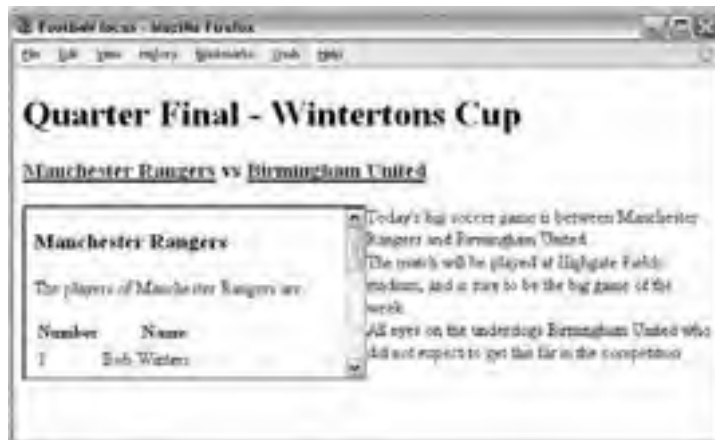 Football focus - Mozilla Firefox
File Edit View History Bookmarks Tools Help
Quarter Final - Wintertons Cup
Manchester Rangers vs Birmingham United
Manchester Rangers
The players of Manchester Rangers are:
Number Name
1 Bob Winters
Today's big soccer game is between Manchester
Rangers and Birmingham United.
The match will be played at Highgate Fields
stadium, and is sure to be the big game of the
week.
All eyes on the underdogs Birmingham United who
did not expect to get this far in the competition